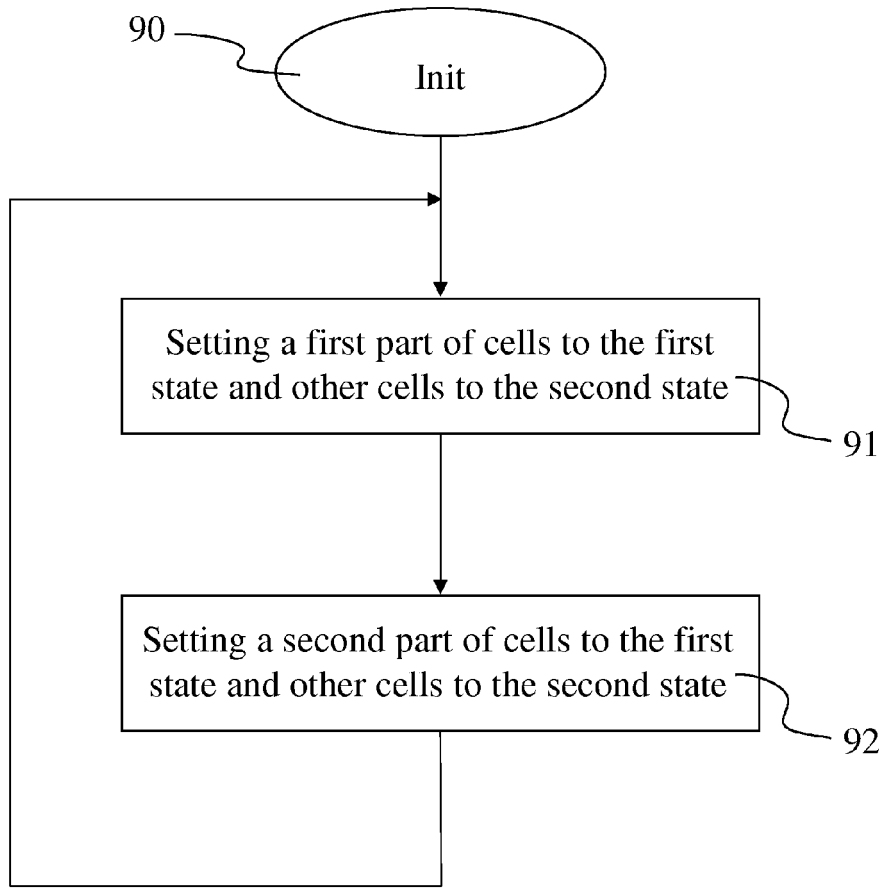 90
Init
Setting a first part of cells to the first
state and other cells to the second state
91
Setting a second part of cells to the first
state and other cells to the second state
92